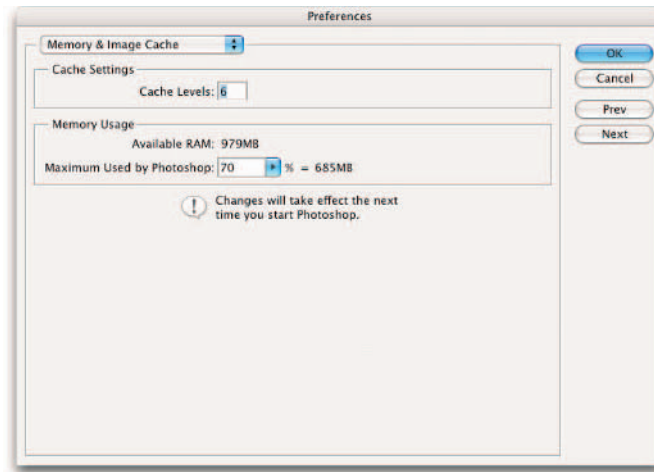 Preferences
Memory & Image Cache
Cache Settings
Cache Levels: 6
Memory Usage
Available RAM: 979MB
Maximum Used by Photoshop: 70 % = 685MB
! Changes will take effect the next
time you start Photoshop.
OK
Cancel
Prev
Next